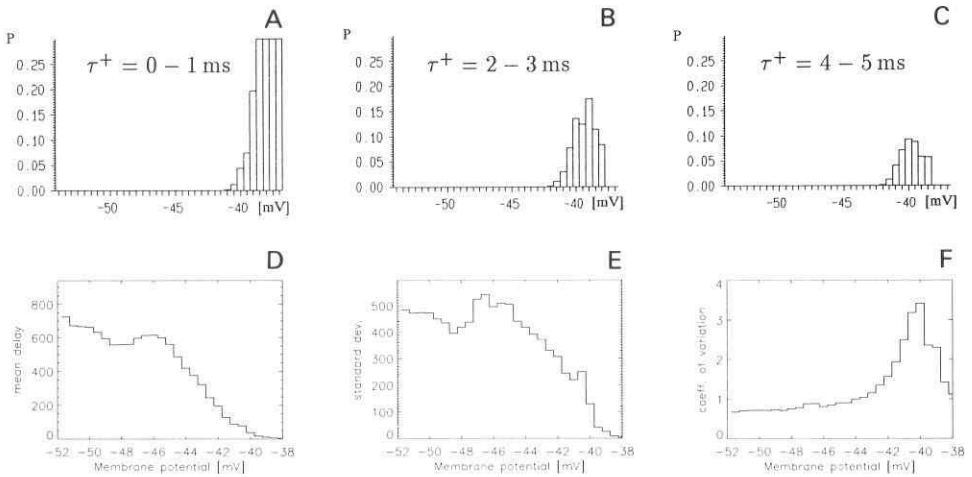 A
P
τ⁺ = 0 – 1 ms
0.25
0.20
0.15
0.10
0.05
0.00
-50 -45 -40 [mV]
B
P
τ⁺ = 2 – 3 ms
0.25
0.20
0.15
0.10
0.05
0.00
-50 -45 -40 [mV]
C
P
τ⁺ = 4 – 5 ms
0.25
0.20
0.15
0.10
0.05
0.00
-50 -45 -40 [mV]
D
mean delay
800
600
400
200
0
-52 -50 -48 -46 -44 -42 -40 -38
Membrane potential [mV]
E
standard dev.
500
400
300
200
100
0
-52 -50 -48 -46 -44 -42 -40 -38
Membrane potential [mV]
F
coeff. of variation
4
3
2
1
0
-52 -50 -48 -46 -44 -42 -40 -38
Membrane potential [mV]